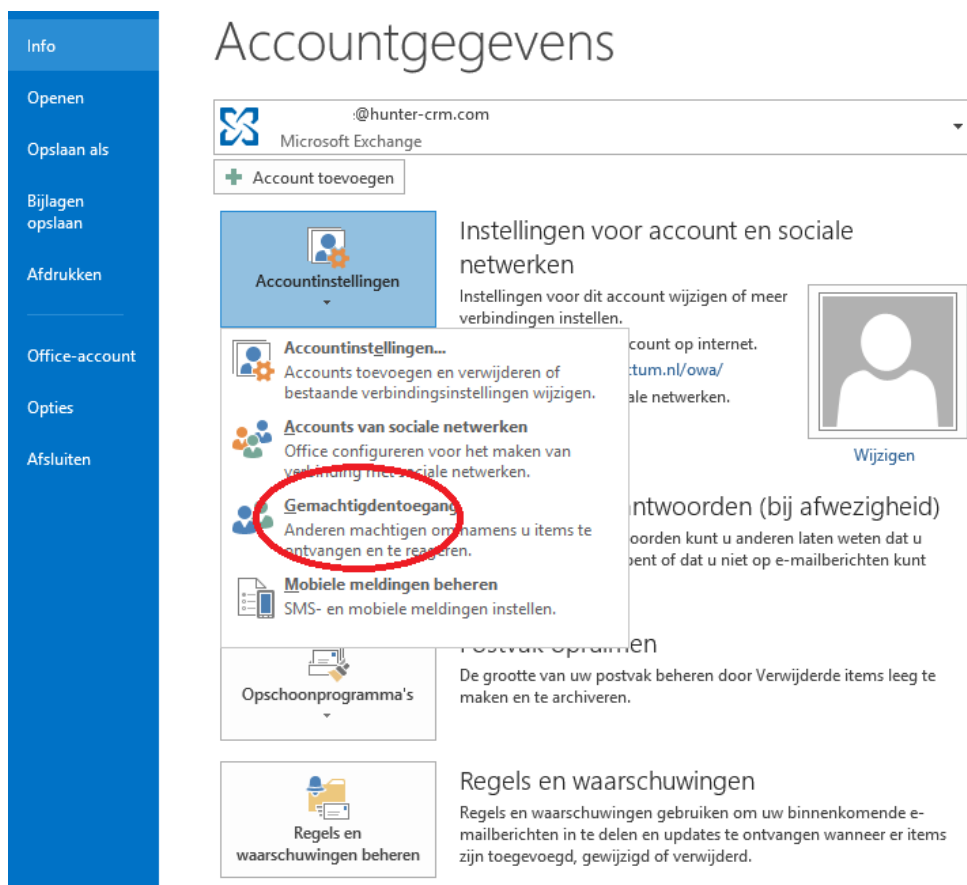 Info
Openen
Opslaan als
Bijlagen
opslaan
Afdrukken
Office-account
Opties
Afsluiten
Accountgegevens
@hunter-crm.com
Microsoft Exchange
Account toevoegen
Accountinstellingen
Instellingen voor account en sociale
netwerken
Instellingen voor dit account wijzigen of meer
verbindingen instellen.
count op internet.
tum.nl/owa/
ale netwerken.
Wijzigen
Accountinstellingen...
Accounts toevoegen en verwijderen of
bestaande verbindingsinstellingen wijzigen.
Accounts van sociale netwerken
Office configureren voor het maken van
verbinding met sociale netwerken.
Gemachtigdentoegang
Anderen machtigen om namens u items te
ontvangen en te reageren.
Mobiele meldingen beheren
SMS- en mobiele meldingen instellen.
ntwoorden (bij afwezigheid)
oorden kunt u anderen laten weten dat u
bent of dat u niet op e-mailberichten kunt
Opschoonprogramma's
Postvak opruimen
De grootte van uw postvak beheren door Verwijderde items leeg te
maken en te archiveren.
Regels en
waarschuwingen beheren
Regels en waarschuwingen
Regels en waarschuwingen gebruiken om uw binnenkomende e-
mailberichten in te delen en updates te ontvangen wanneer er items
zijn toegevoegd, gewijzigd of verwijderd.